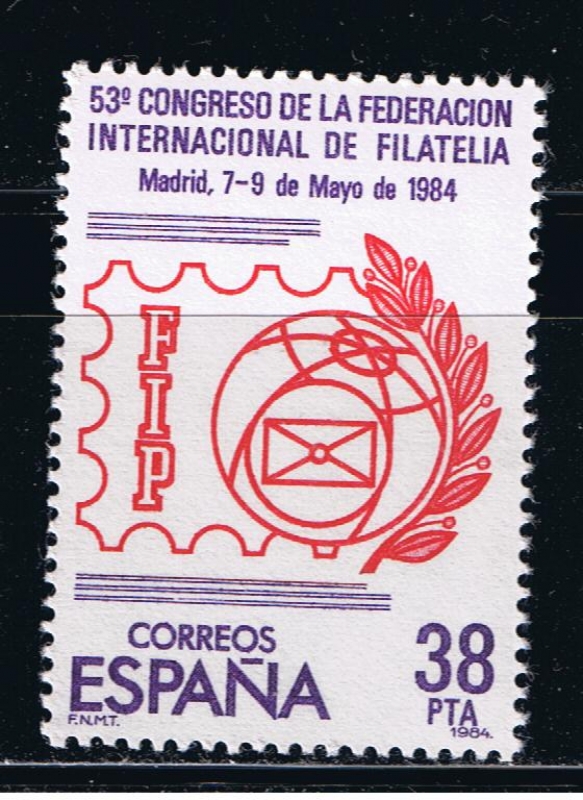 53º CONGRESO DE LA FEDERACION
INTERNACIONAL DE FILATELIA
Madrid, 7-9 de Mayo de 1984
FIP
CORREOS
ESPAÑA
F.N.M.T.
38
PTA
1984.